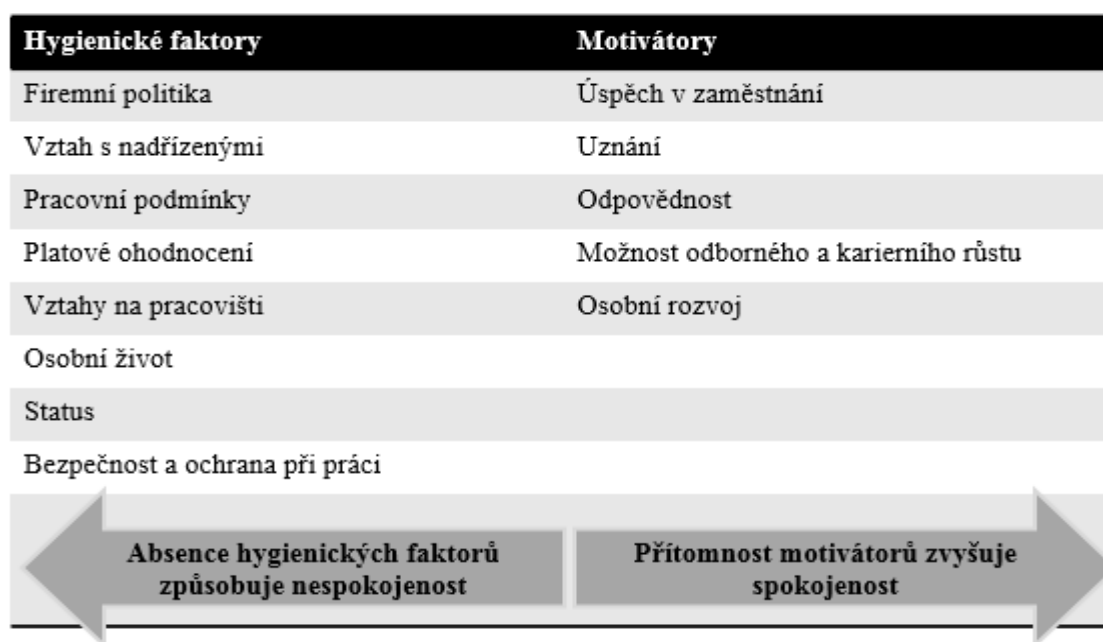 Hygienické faktory Motivátory
Firemní politika Úspěch v zaměstnání
Vztah s nadřízenými Uznání
Pracovní podmínky Odpovědnost
Platové ohodnocení Možnost odborného a karierního růstu
Vztahy na pracovišti Osobní rozvoj
Osobní život
Status
Bezpečnost a ochrana při práci
Absence hygienických faktorů
způsobuje nespokojenost
Přítomnost motivátorů zvyšuje
spokojenost